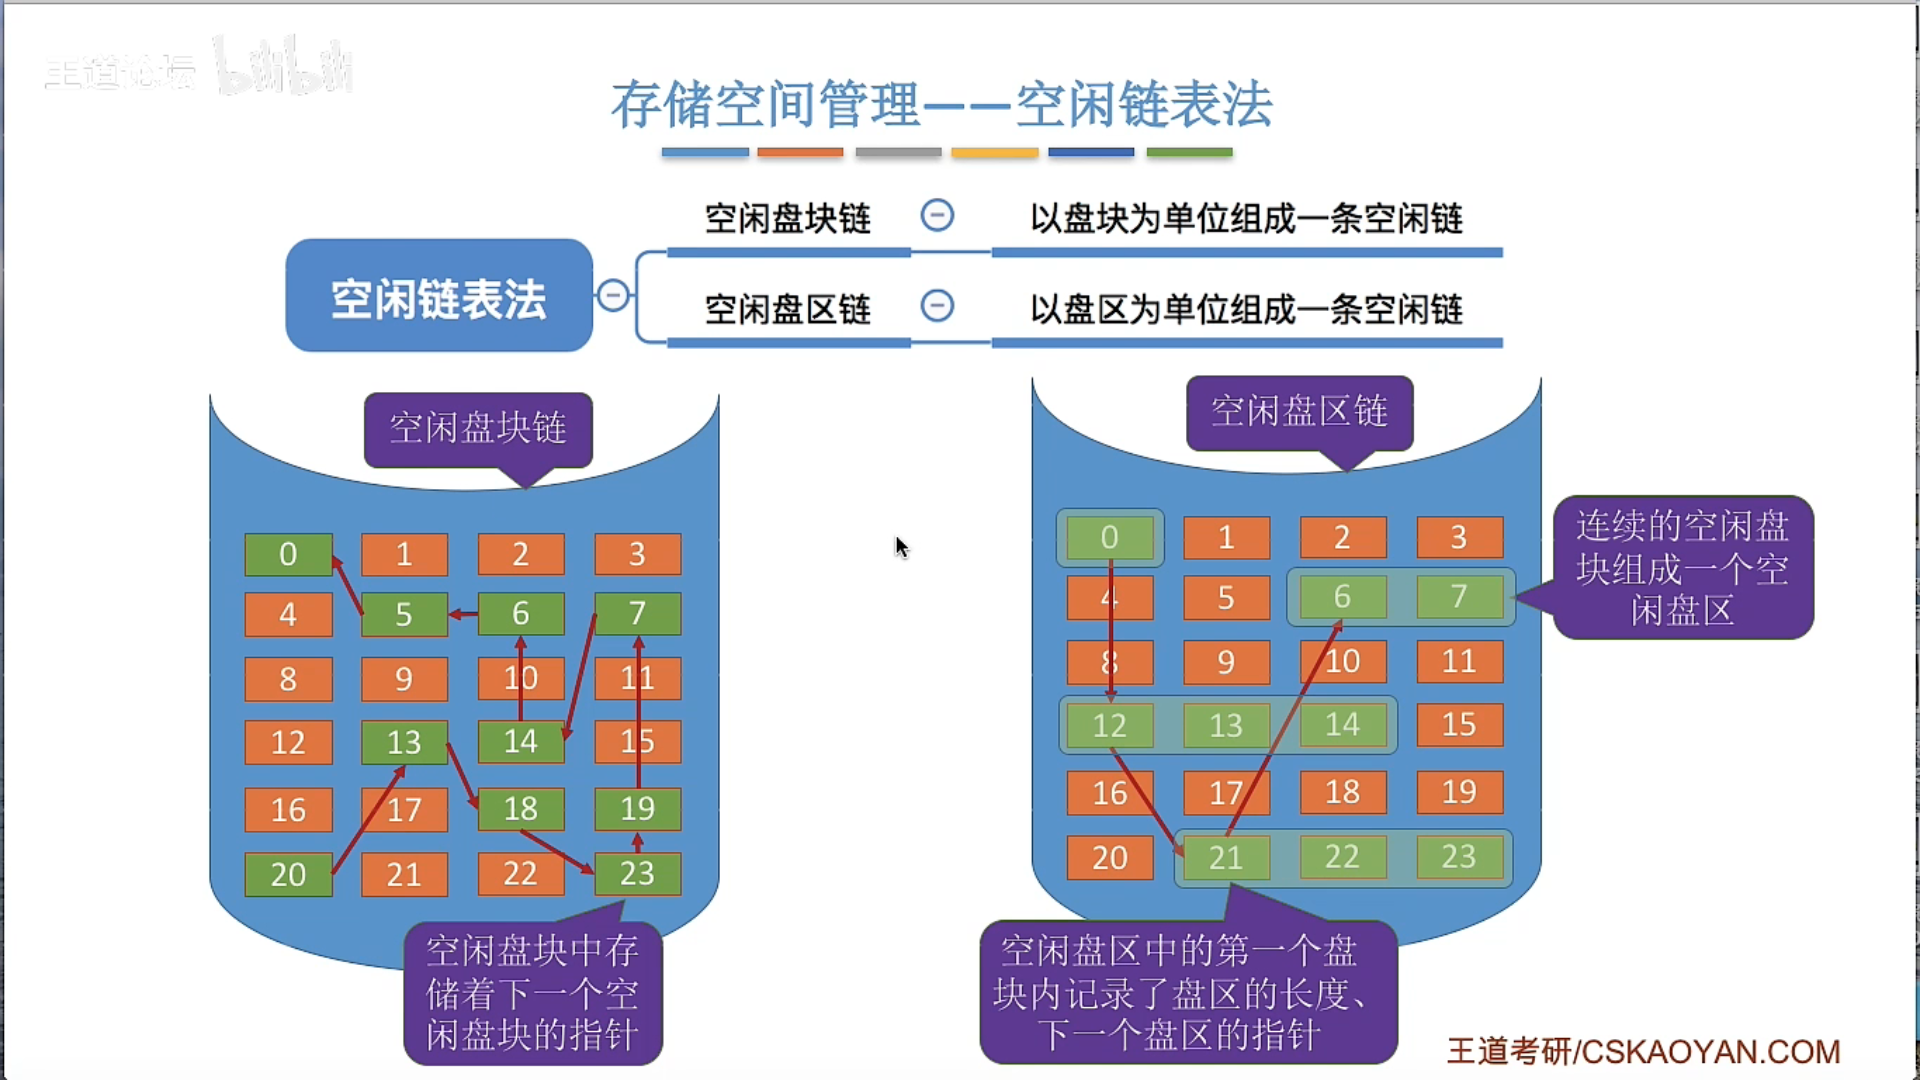 王道论坛 bilibili
存储空间管理——空闲链表法
空闲链表法
空闲盘块链
以盘块为单位组成一条空闲链
空闲盘区链
以盘区为单位组成一条空闲链
空闲盘块链
0 1 2 3
4 5 6 7
8 9 10 11
12 13 14 15
16 17 18 19
20 21 22 23
空闲盘块中存
储着下一个空
闲盘块的指针
空闲盘区链
0 1 2 3
4 5 6 7
8 9 10 11
12 13 14 15
16 17 18 19
20 21 22 23
连续的空闲盘
块组成一个空
闲盘区
空闲盘区中的第一个盘
块内记录了盘区的长度、
下一个盘区的指针
王道考研/CSKAOYAN.COM